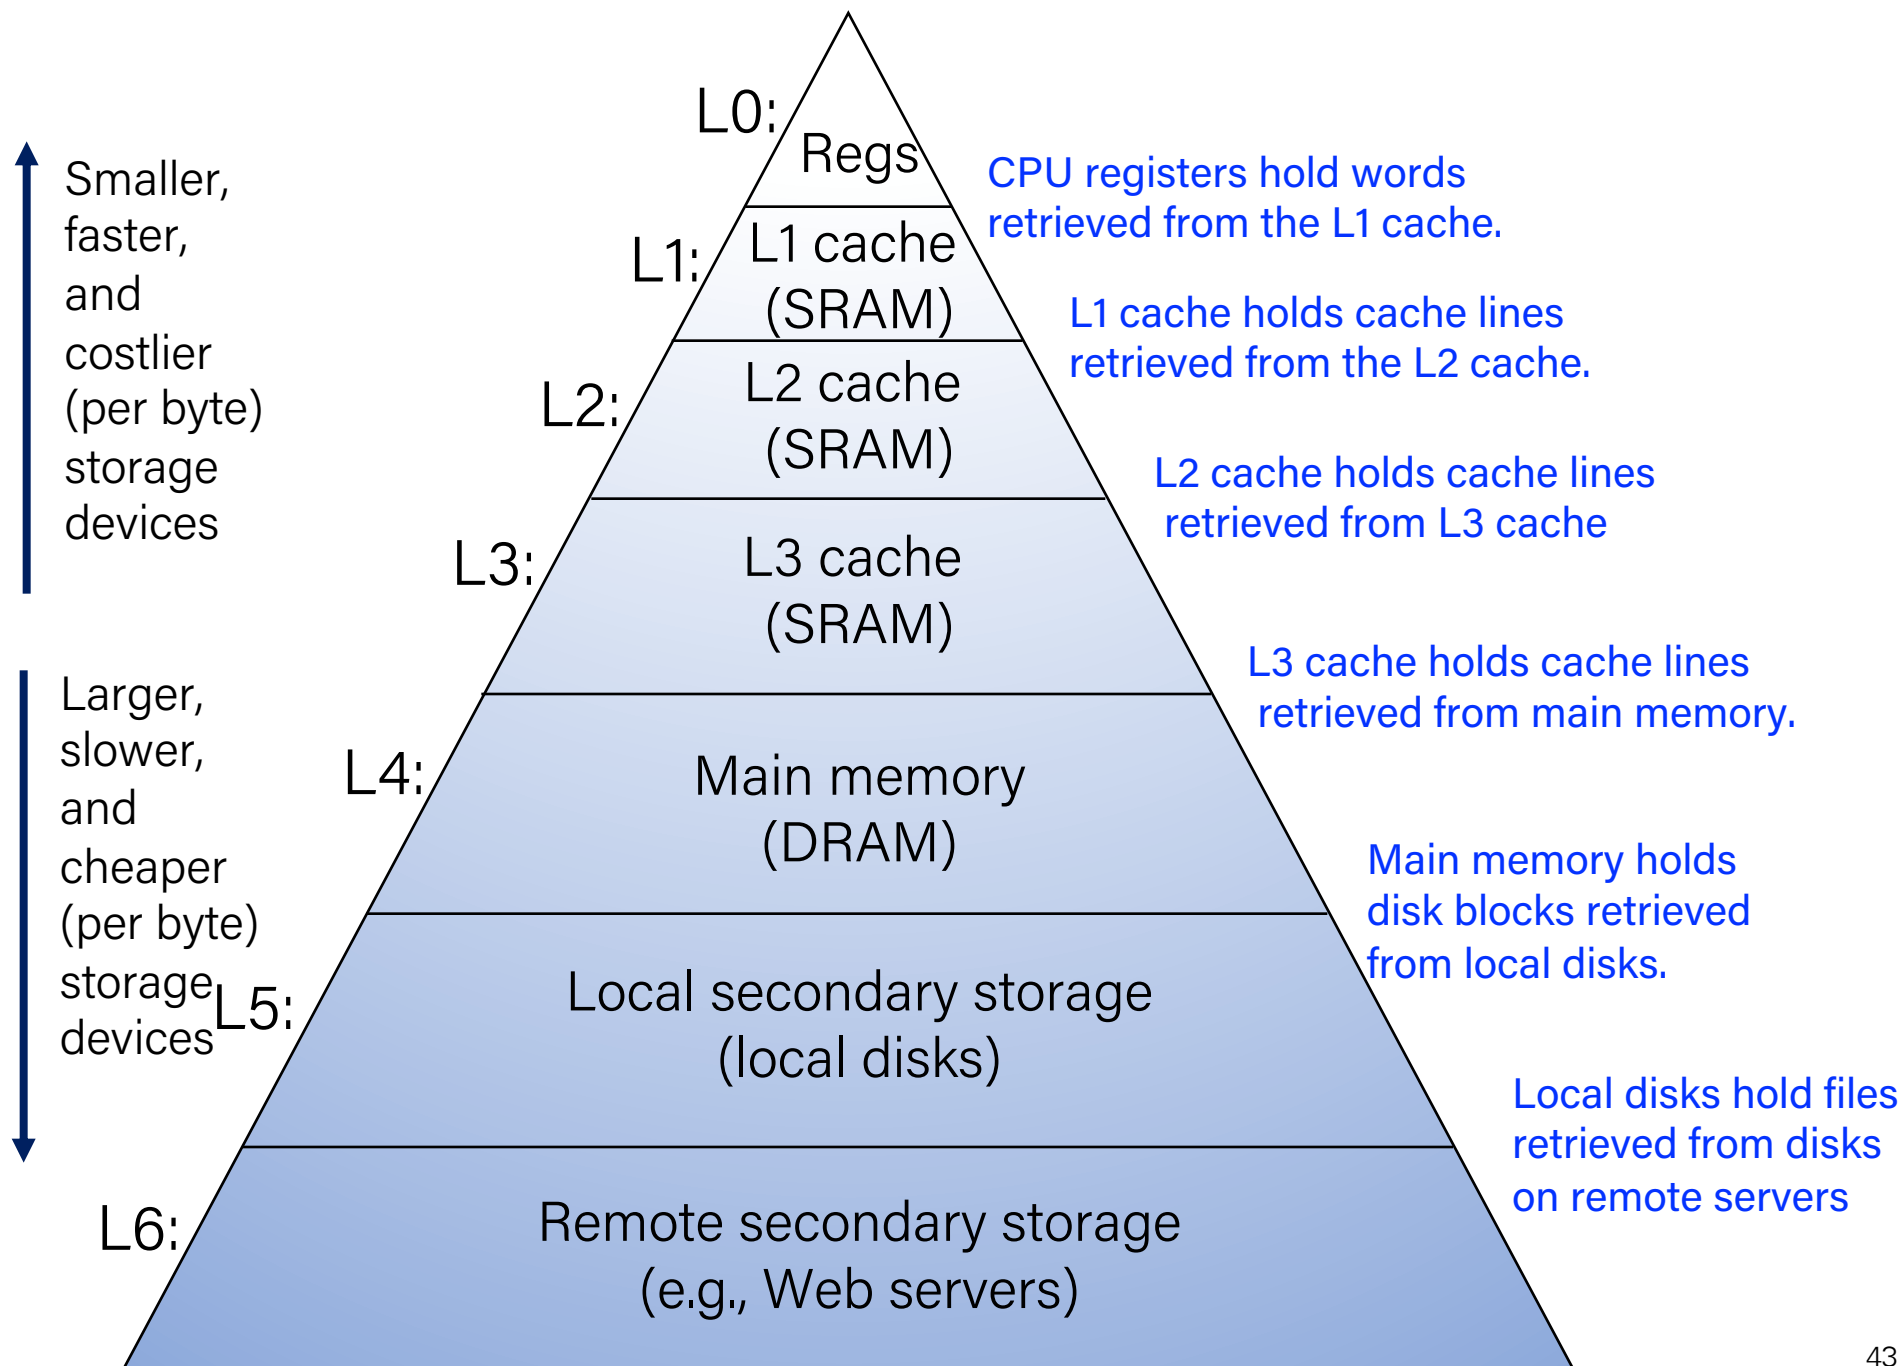 L0:
Regs
CPU registers hold words
retrieved from the L1 cache.
Smaller,
faster,
and
costlier
(per byte)
storage
devices
L1:
L1 cache
(SRAM)
L1 cache holds cache lines
retrieved from the L2 cache.
L2:
L2 cache
(SRAM)
L2 cache holds cache lines
retrieved from L3 cache
L3:
L3 cache
(SRAM)
L3 cache holds cache lines
retrieved from main memory.
Larger,
slower,
and
cheaper
(per byte)
storage
devices
L4:
Main memory
(DRAM)
Main memory holds
disk blocks retrieved
from local disks.
L5:
Local secondary storage
(local disks)
Local disks hold files
retrieved from disks
on remote servers
L6:
Remote secondary storage
(e.g., Web servers)
43